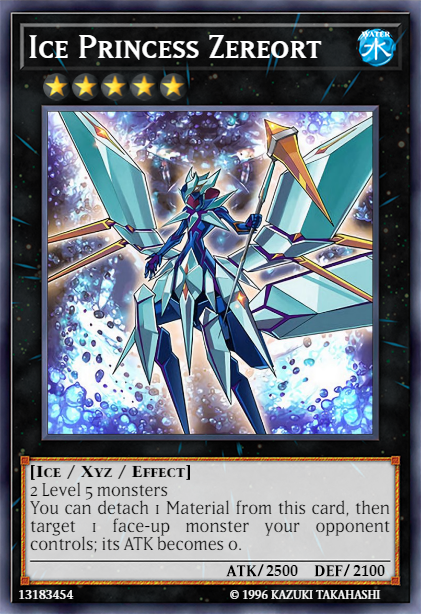 ICE PRINCESS ZEREORT
WATER
水
[ICE / XYZ / EFFECT]
2 Level 5 monsters
You can detach 1 Material from this card, then
target 1 face-up monster your opponent
controls; its ATK becomes 0.
ATK/2500 DEF/2100
13183454 © 1996 KAZUKI TAKAHASHI